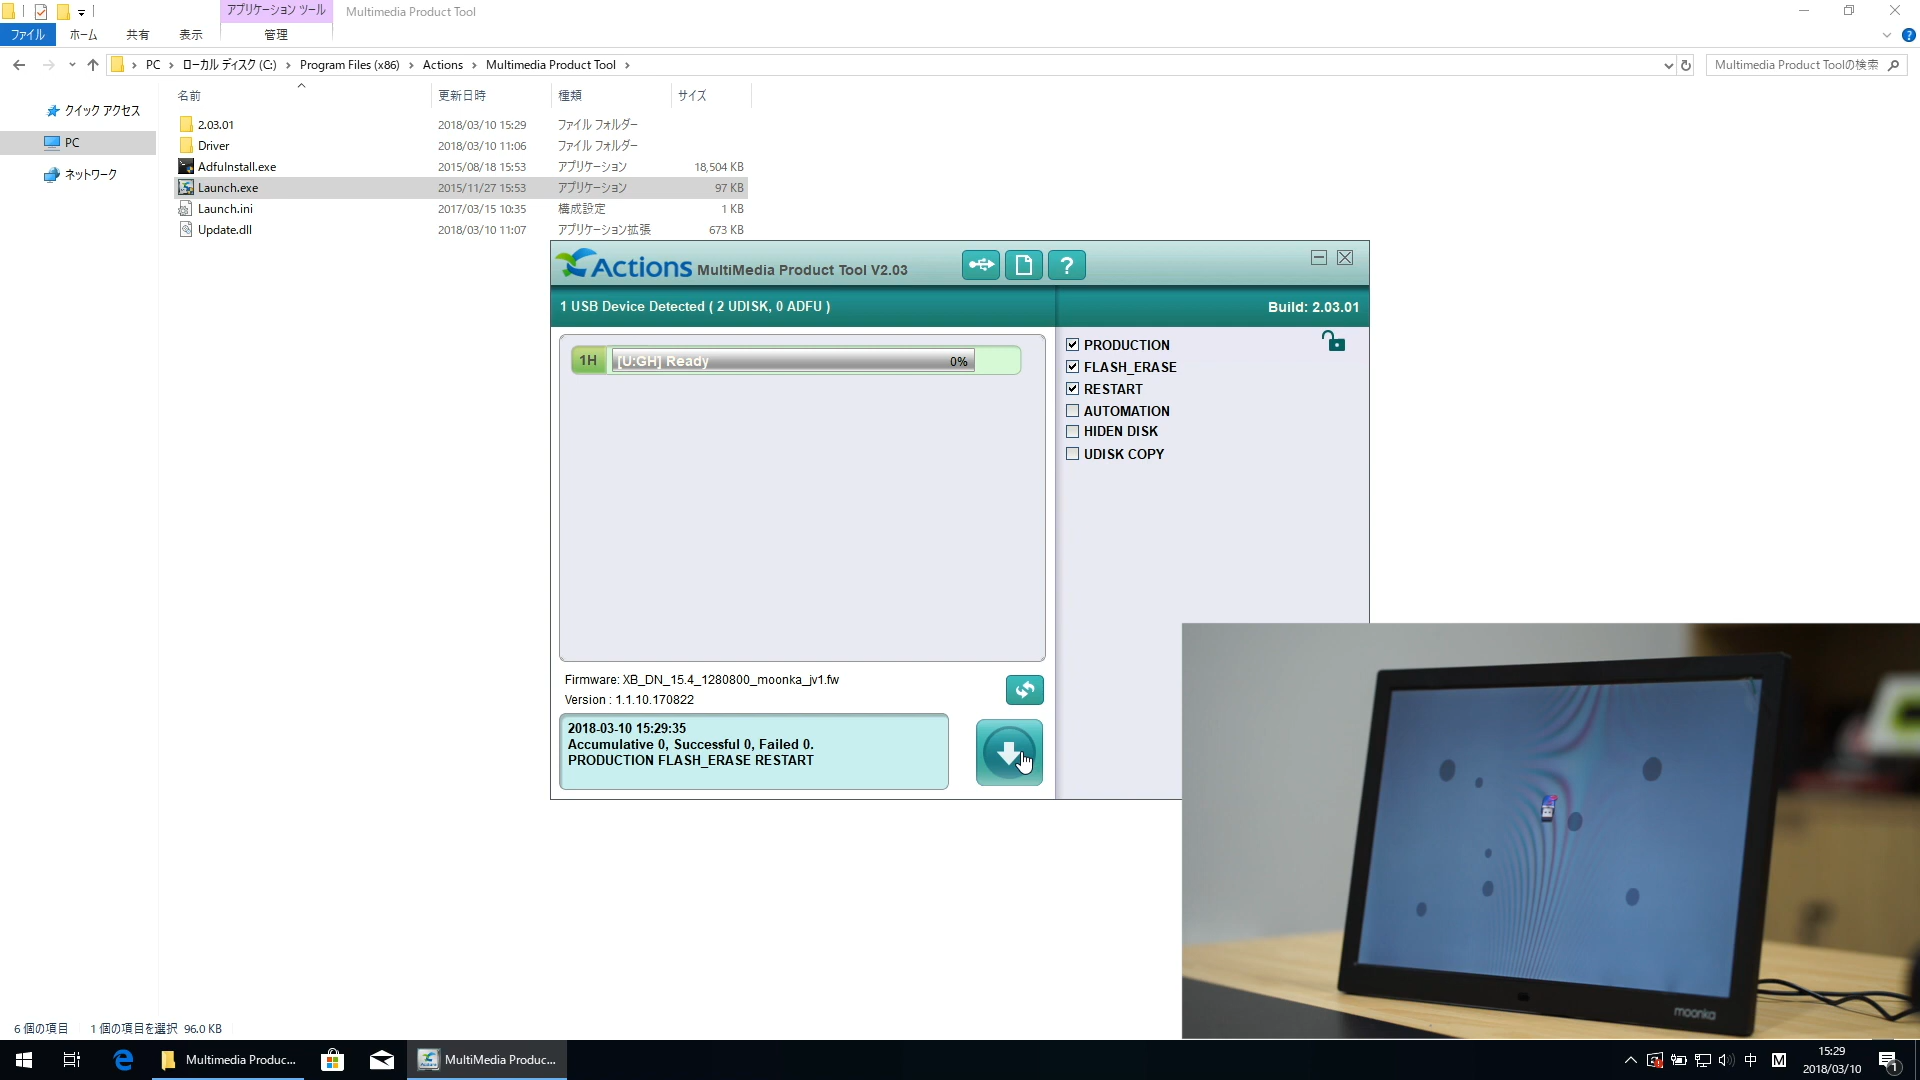 アプリケーション ツール
Multimedia Product Tool
ファイル
ホーム
共有
表示
管理
PC
ローカル ディスク (C:)
Program Files (x86)
Actions
Multimedia Product Tool
Multimedia Product Toolの検索
クイック アクセス
PC
ネットワーク
名前 更新日時 種類 サイズ
2.03.01 2018/03/10 15:29 ファイル フォルダー
Driver 2018/03/10 11:06 ファイル フォルダー
AdfuInstall.exe 2015/08/18 15:53 アプリケーション 18,504 KB
Launch.exe 2015/11/27 15:53 アプリケーション 97 KB
Launch.ini 2017/03/15 10:35 構成設定 1 KB
Update.dll 2018/03/10 11:07 アプリケーション拡張 673 KB
Actions MultiMedia Product Tool V2.03
?
1 USB Device Detected ( 2 UDISK, 0 ADFU )
Build: 2.03.01
1H [U:GH] Ready 0%
PRODUCTION
FLASH_ERASE
RESTART
AUTOMATION
HIDEN DISK
UDISK COPY
Firmware: XB_DN_15.4_1280800_moonka_jv1.fw
Version : 1.1.10.170822
2018-03-10 15:29:35
Accumulative 0, Successful 0, Failed 0.
PRODUCTION FLASH_ERASE RESTART
moonka
6 個の項目 1 個の項目を選択 96.0 KB
Multimedia Produc...
MultiMedia Produc...
中
M
15:29
2018/03/10
1